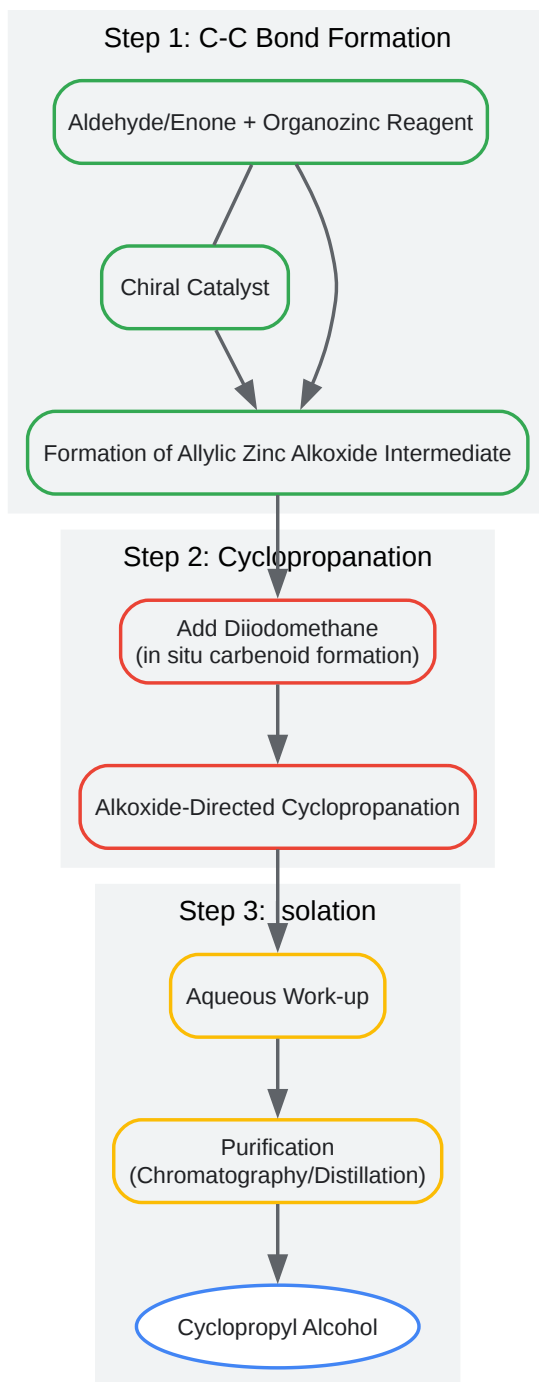 Step 1: C-C Bond Formation
Aldehyde/Enone + Organozinc Reagent
Chiral Catalyst
Formation of Allylic Zinc Alkoxide Intermediate
Step 2: Cyclopropanation
Add Diiodomethane
(in situ carbenoid formation)
Alkoxide-Directed Cyclopropanation
Step 3: Isolation
Aqueous Work-up
Purification
(Chromatography/Distillation)
Cyclopropyl Alcohol